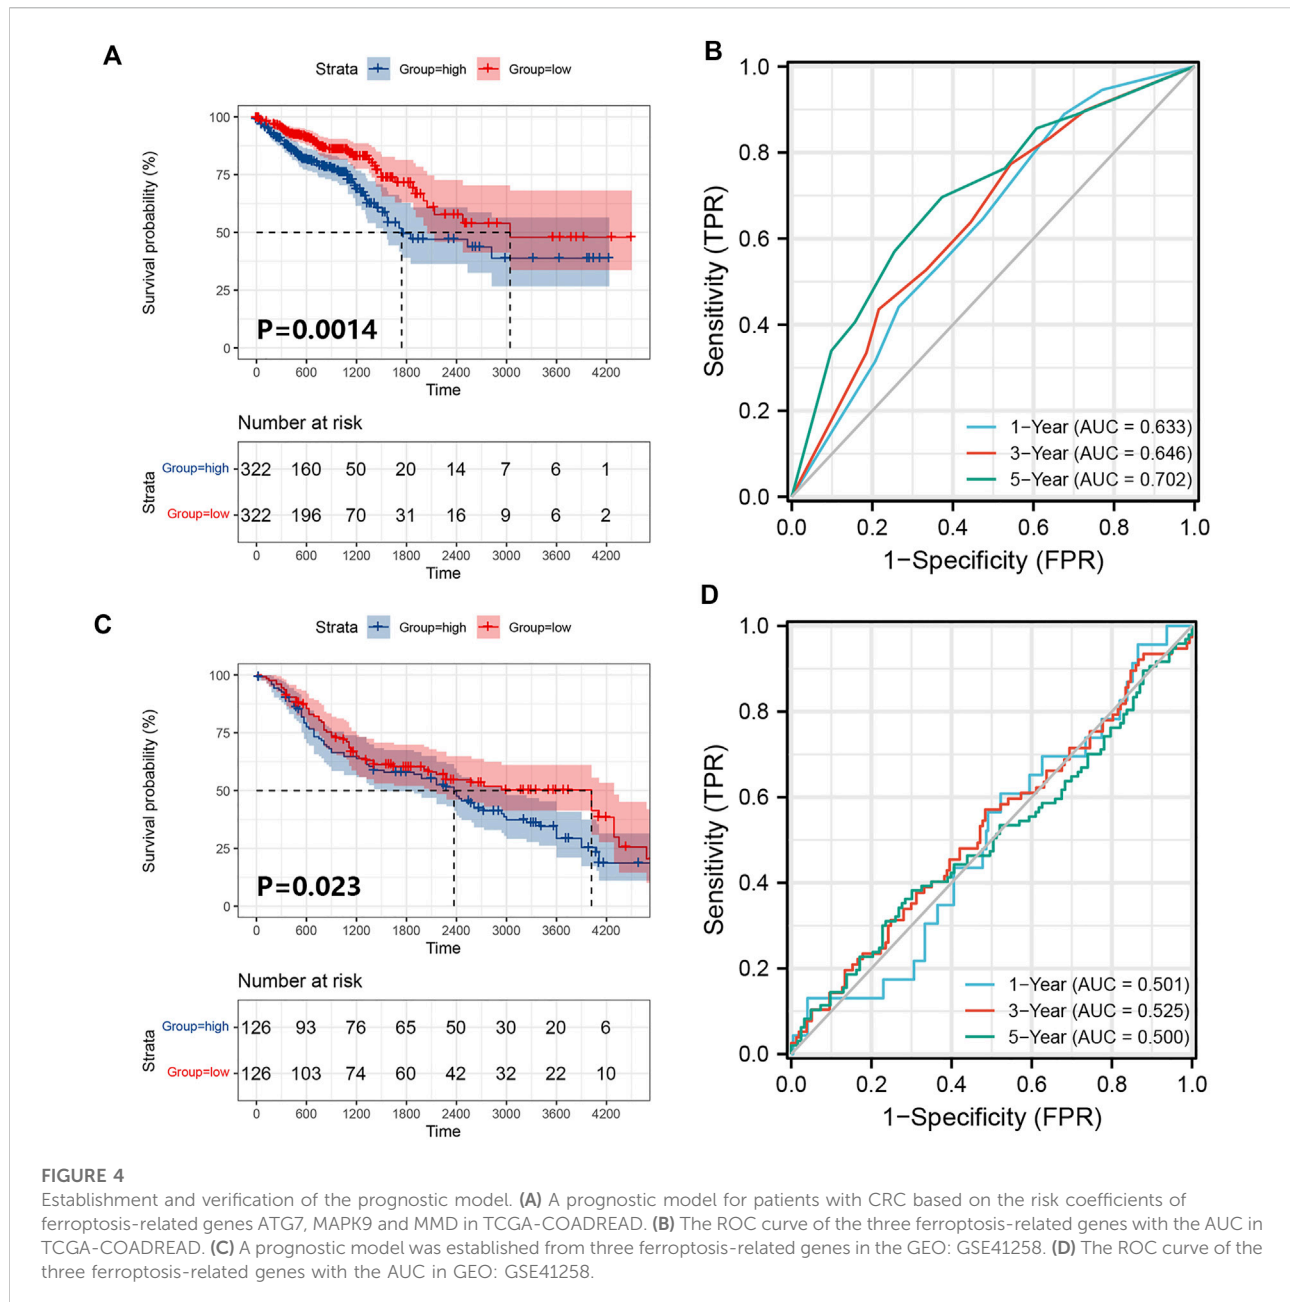 A
Strata Group=high Group=low
Survival probability (%)
100
75
50
25
0
P=0.0014
0 600 1200 1800 2400 3000 3600 4200
Time
Number at risk
Strata
Group=high 322 160 50 20 14 7 6 1
Group=low 322 196 70 31 16 9 6 2
0 600 1200 1800 2400 3000 3600 4200
Time
B
Sensitivity (TPR)
1.0
0.8
0.6
0.4
0.2
0.0
1-Year (AUC = 0.633)
3-Year (AUC = 0.646)
5-Year (AUC = 0.702)
0.0 0.2 0.4 0.6 0.8 1.0
1-Specificity (FPR)
C
Strata Group=high Group=low
Survival probability (%)
100
75
50
25
0
P=0.023
0 600 1200 1800 2400 3000 3600 4200
Time
Number at risk
Strata
Group=high 126 93 76 65 50 30 20 6
Group=low 126 103 74 60 42 32 22 10
0 600 1200 1800 2400 3000 3600 4200
Time
D
Sensitivity (TPR)
1.0
0.8
0.6
0.4
0.2
0.0
1-Year (AUC = 0.501)
3-Year (AUC = 0.525)
5-Year (AUC = 0.500)
0.0 0.2 0.4 0.6 0.8 1.0
1-Specificity (FPR)
FIGURE 4
Establishment and verification of the prognostic model. (A) A prognostic model for patients with CRC based on the risk coefficients of
ferroptosis-related genes ATG7, MAPK9 and MMD in TCGA-COADREAD. (B) The ROC curve of the three ferroptosis-related genes with the AUC in
TCGA-COADREAD. (C) A prognostic model was established from three ferroptosis-related genes in the GEO: GSE41258. (D) The ROC curve of the
three ferroptosis-related genes with the AUC in GEO: GSE41258.